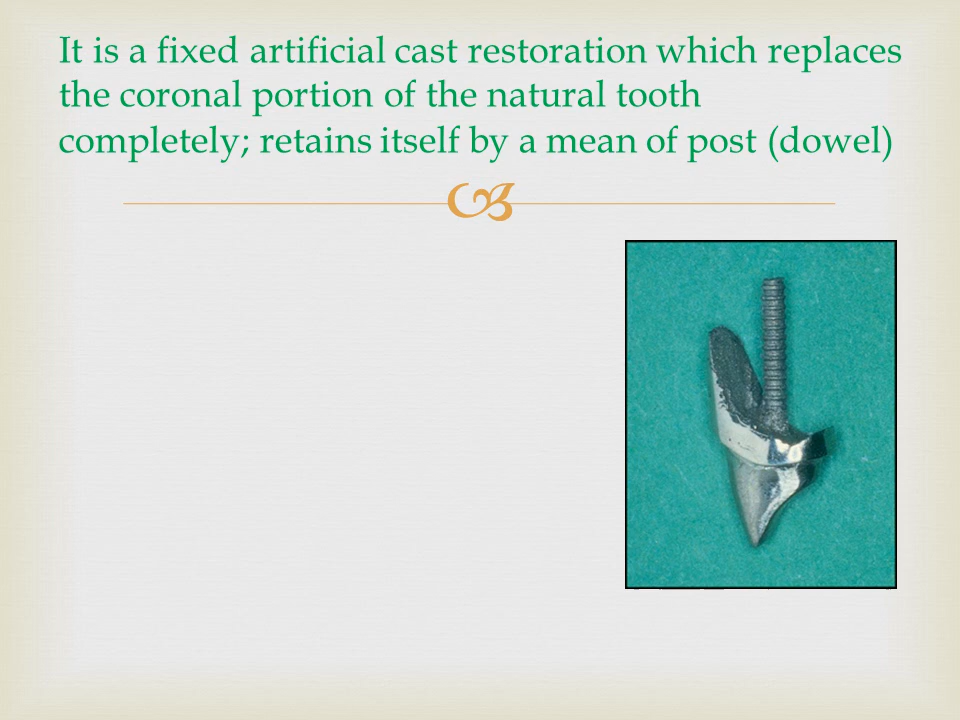 It is a fixed artificial cast restoration which replaces
the coronal portion of the natural tooth
completely; retains itself by a mean of post (dowel)